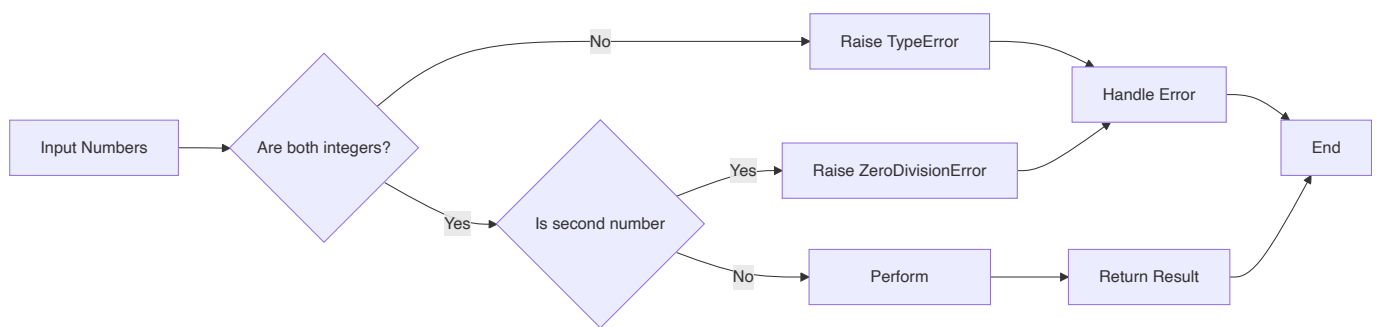 Input Numbers
Are both integers?
No
Yes
Raise TypeError
Is second number
Yes
No
Raise ZeroDivisionError
Perform
Handle Error
Return Result
End